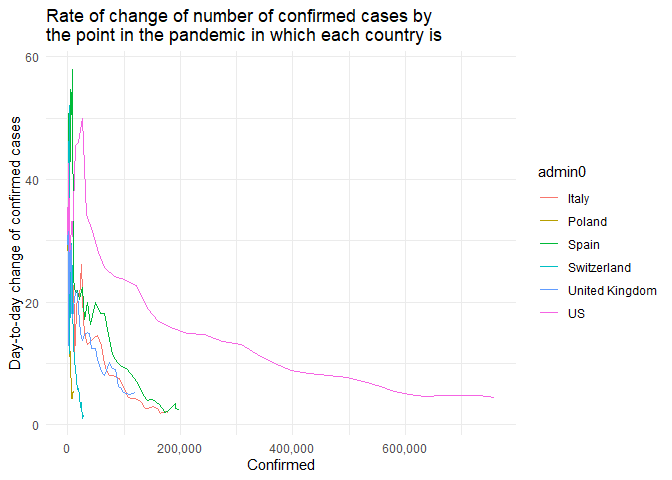 Rate of change of number of confirmed cases by
the point in the pandemic in which each country is
60
40
20
0
Day-to-day change of confirmed cases
0
200,000
400,000
600,000
Confirmed
admin0
Italy
Poland
Spain
Switzerland
United Kingdom
US